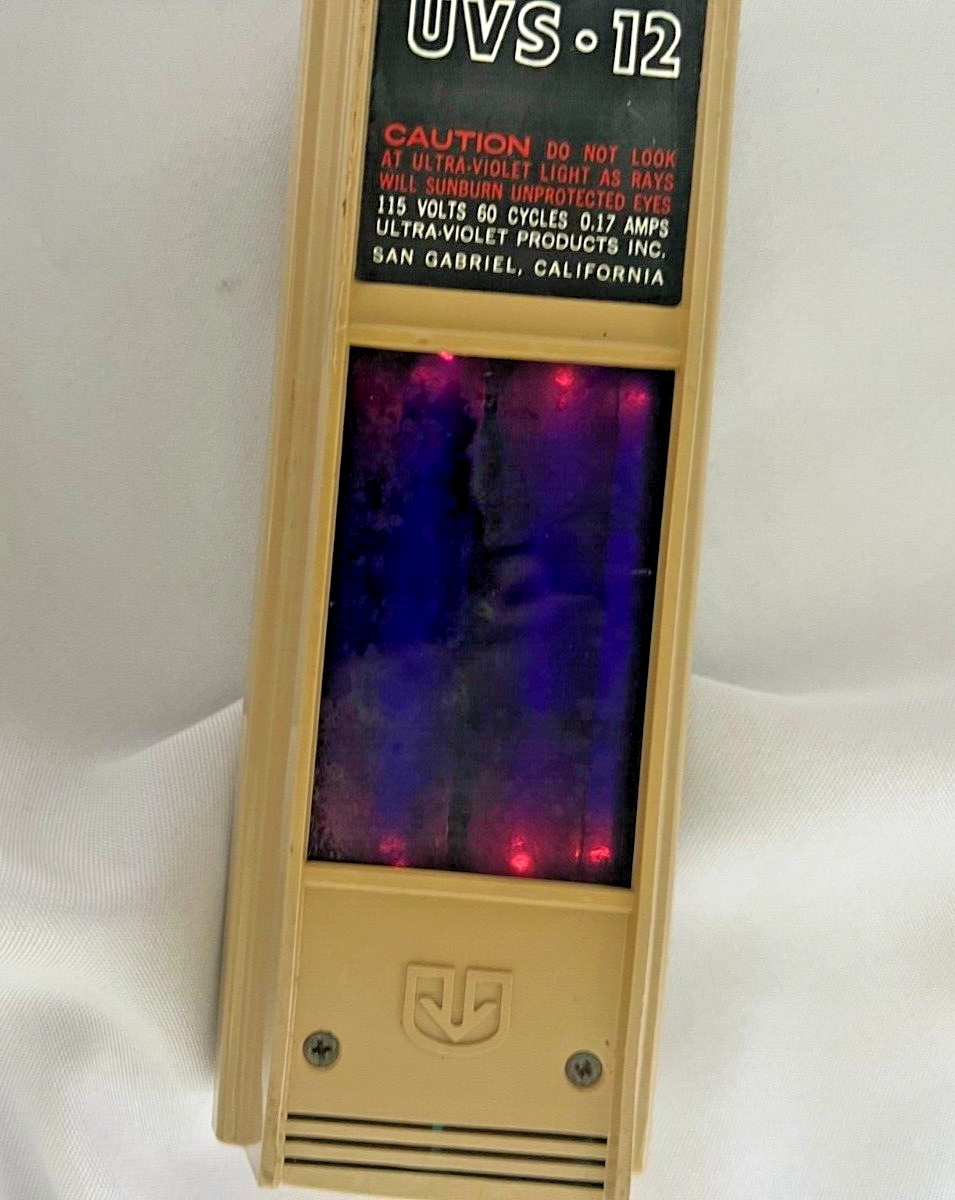 UVS•12
CAUTION DO NOT LOOK
AT ULTRA-VIOLET LIGHT AS RAYS
WILL SUNBURN UNPROTECTED EYES
115 VOLTS 60 CYCLES 0.17 AMPS
ULTRA-VIOLET PRODUCTS INC.
SAN GABRIEL, CALIFORNIA